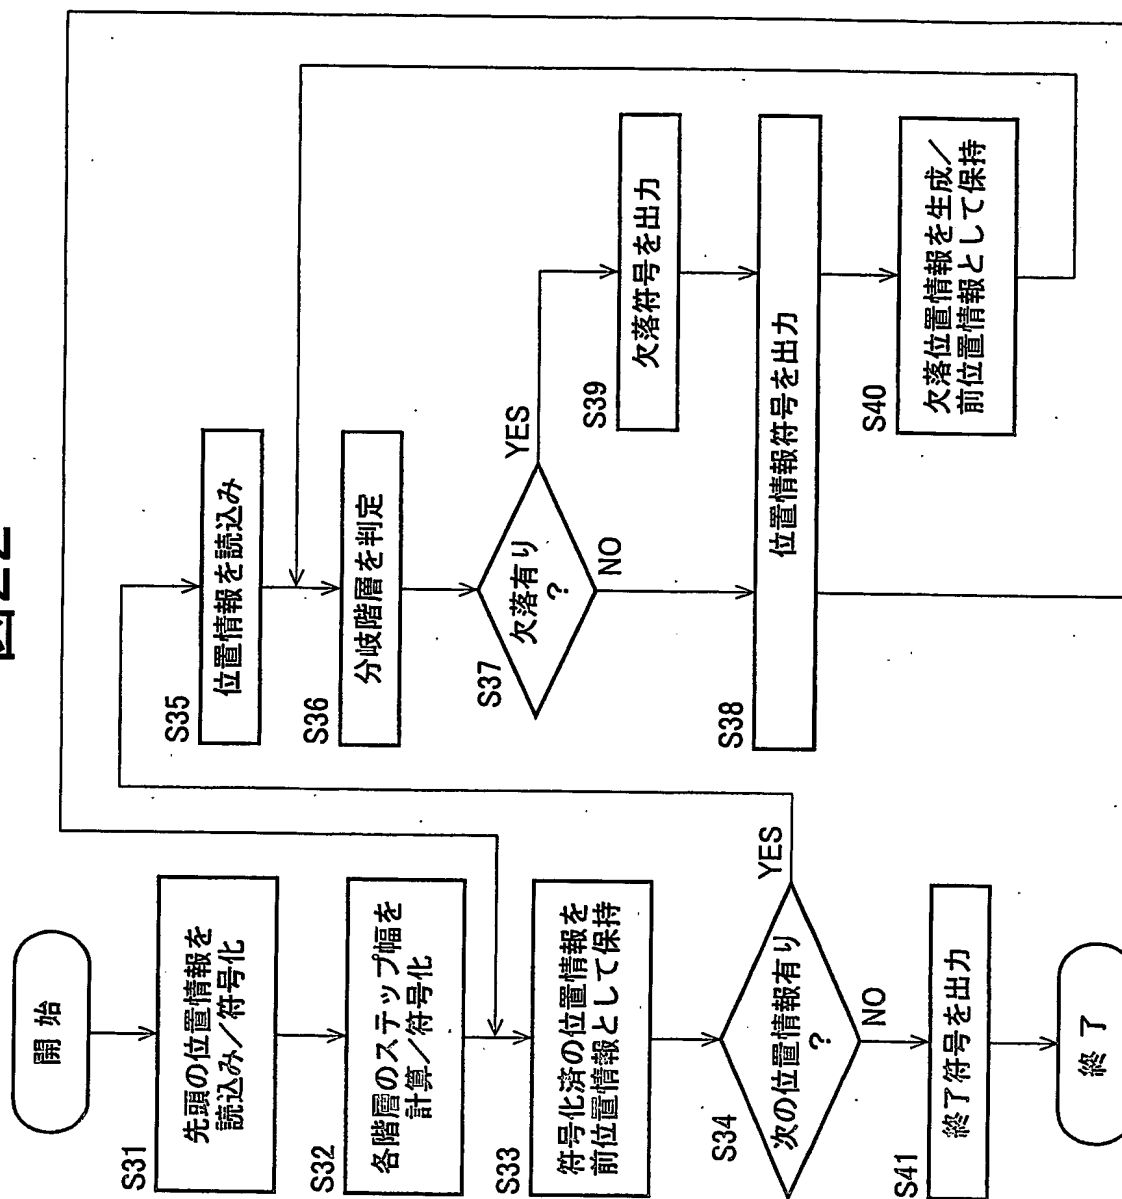 図22
開始
S31
先頭の位置情報を
読込み／符号化
S32
各階層のステップ幅を
計算／符号化
S33
符号化済の位置情報を
前位置情報として保持
S34
次の位置情報有り
？
YES
NO
S41
終了符号を出力
終了
S35
位置情報を読込み
S36
分岐階層を判定
S37
欠落有り
？
YES
NO
S39
欠落符号を出力
S38
位置情報符号を出力
S40
欠落位置情報を生成／
前位置情報として保持